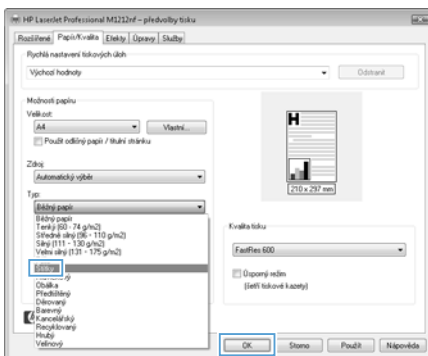 HP LaserJet Professional M1212nf – předvolby tisku
Rozšířené Papír/Kvalita Efekty Úpravy Služby
Rychlá nastavení tiskových úloh
Výchozí hodnoty
Odstranit
Možnosti papíru
Velikost:
A4 Vlastní...
Použít odlišný papír / titulní stránku
Zdroj:
Automatický výběr
Typ:
Běžný papír
Běžný papír
Tenký (60 - 74 g/m2)
Středně silný (96 - 110 g/m2)
Silný (111 - 130 g/m2)
Velmi silný (131 - 175 g/m2)
Štítky
Obálka
Předtištěný
Děrovaný
Barevný
Kancelářský
Recyklovaný
Hrubý
Velínový
H
210 x 297 mm
Kvalita tisku
FastRes 600
Úsporný režim
(šetří tiskové kazety)
OK Storno Použít Nápověda